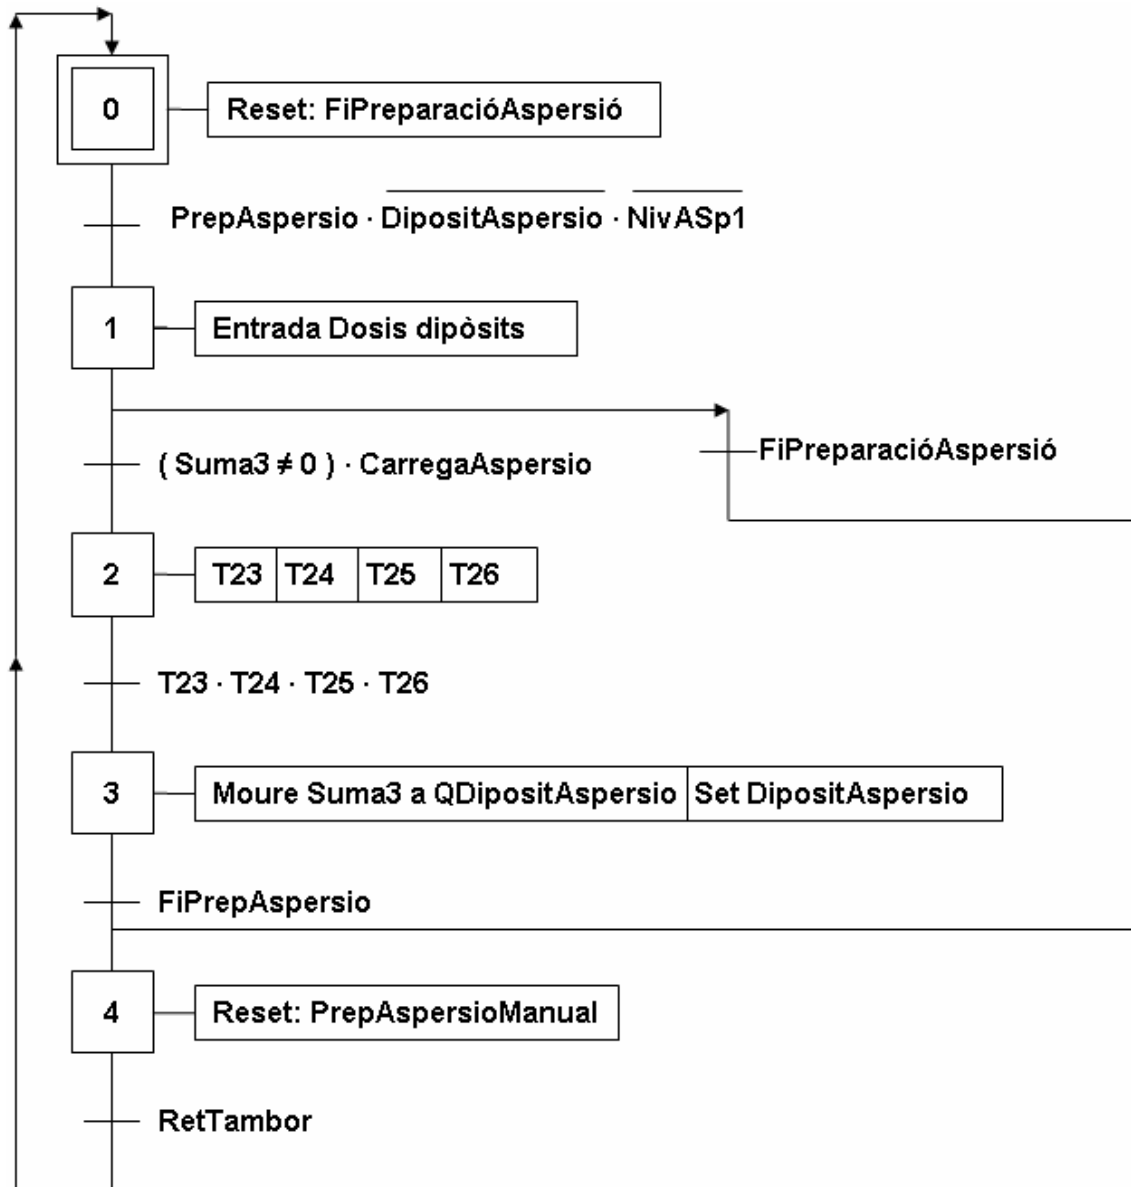 0
Reset: FiPreparacióAspersió
PrepAspersio · DipositAspersio · NivASp1
1
Entrada Dosis dipòsits
( Suma3 ≠ 0 ) · CarregaAspersio
FiPreparacióAspersió
2
T23 T24 T25 T26
T23 · T24 · T25 · T26
3
Moure Suma3 a QDipositAspersio Set DipositAspersio
FiPrepAspersio
4
Reset: PrepAspersioManual
RetTambor